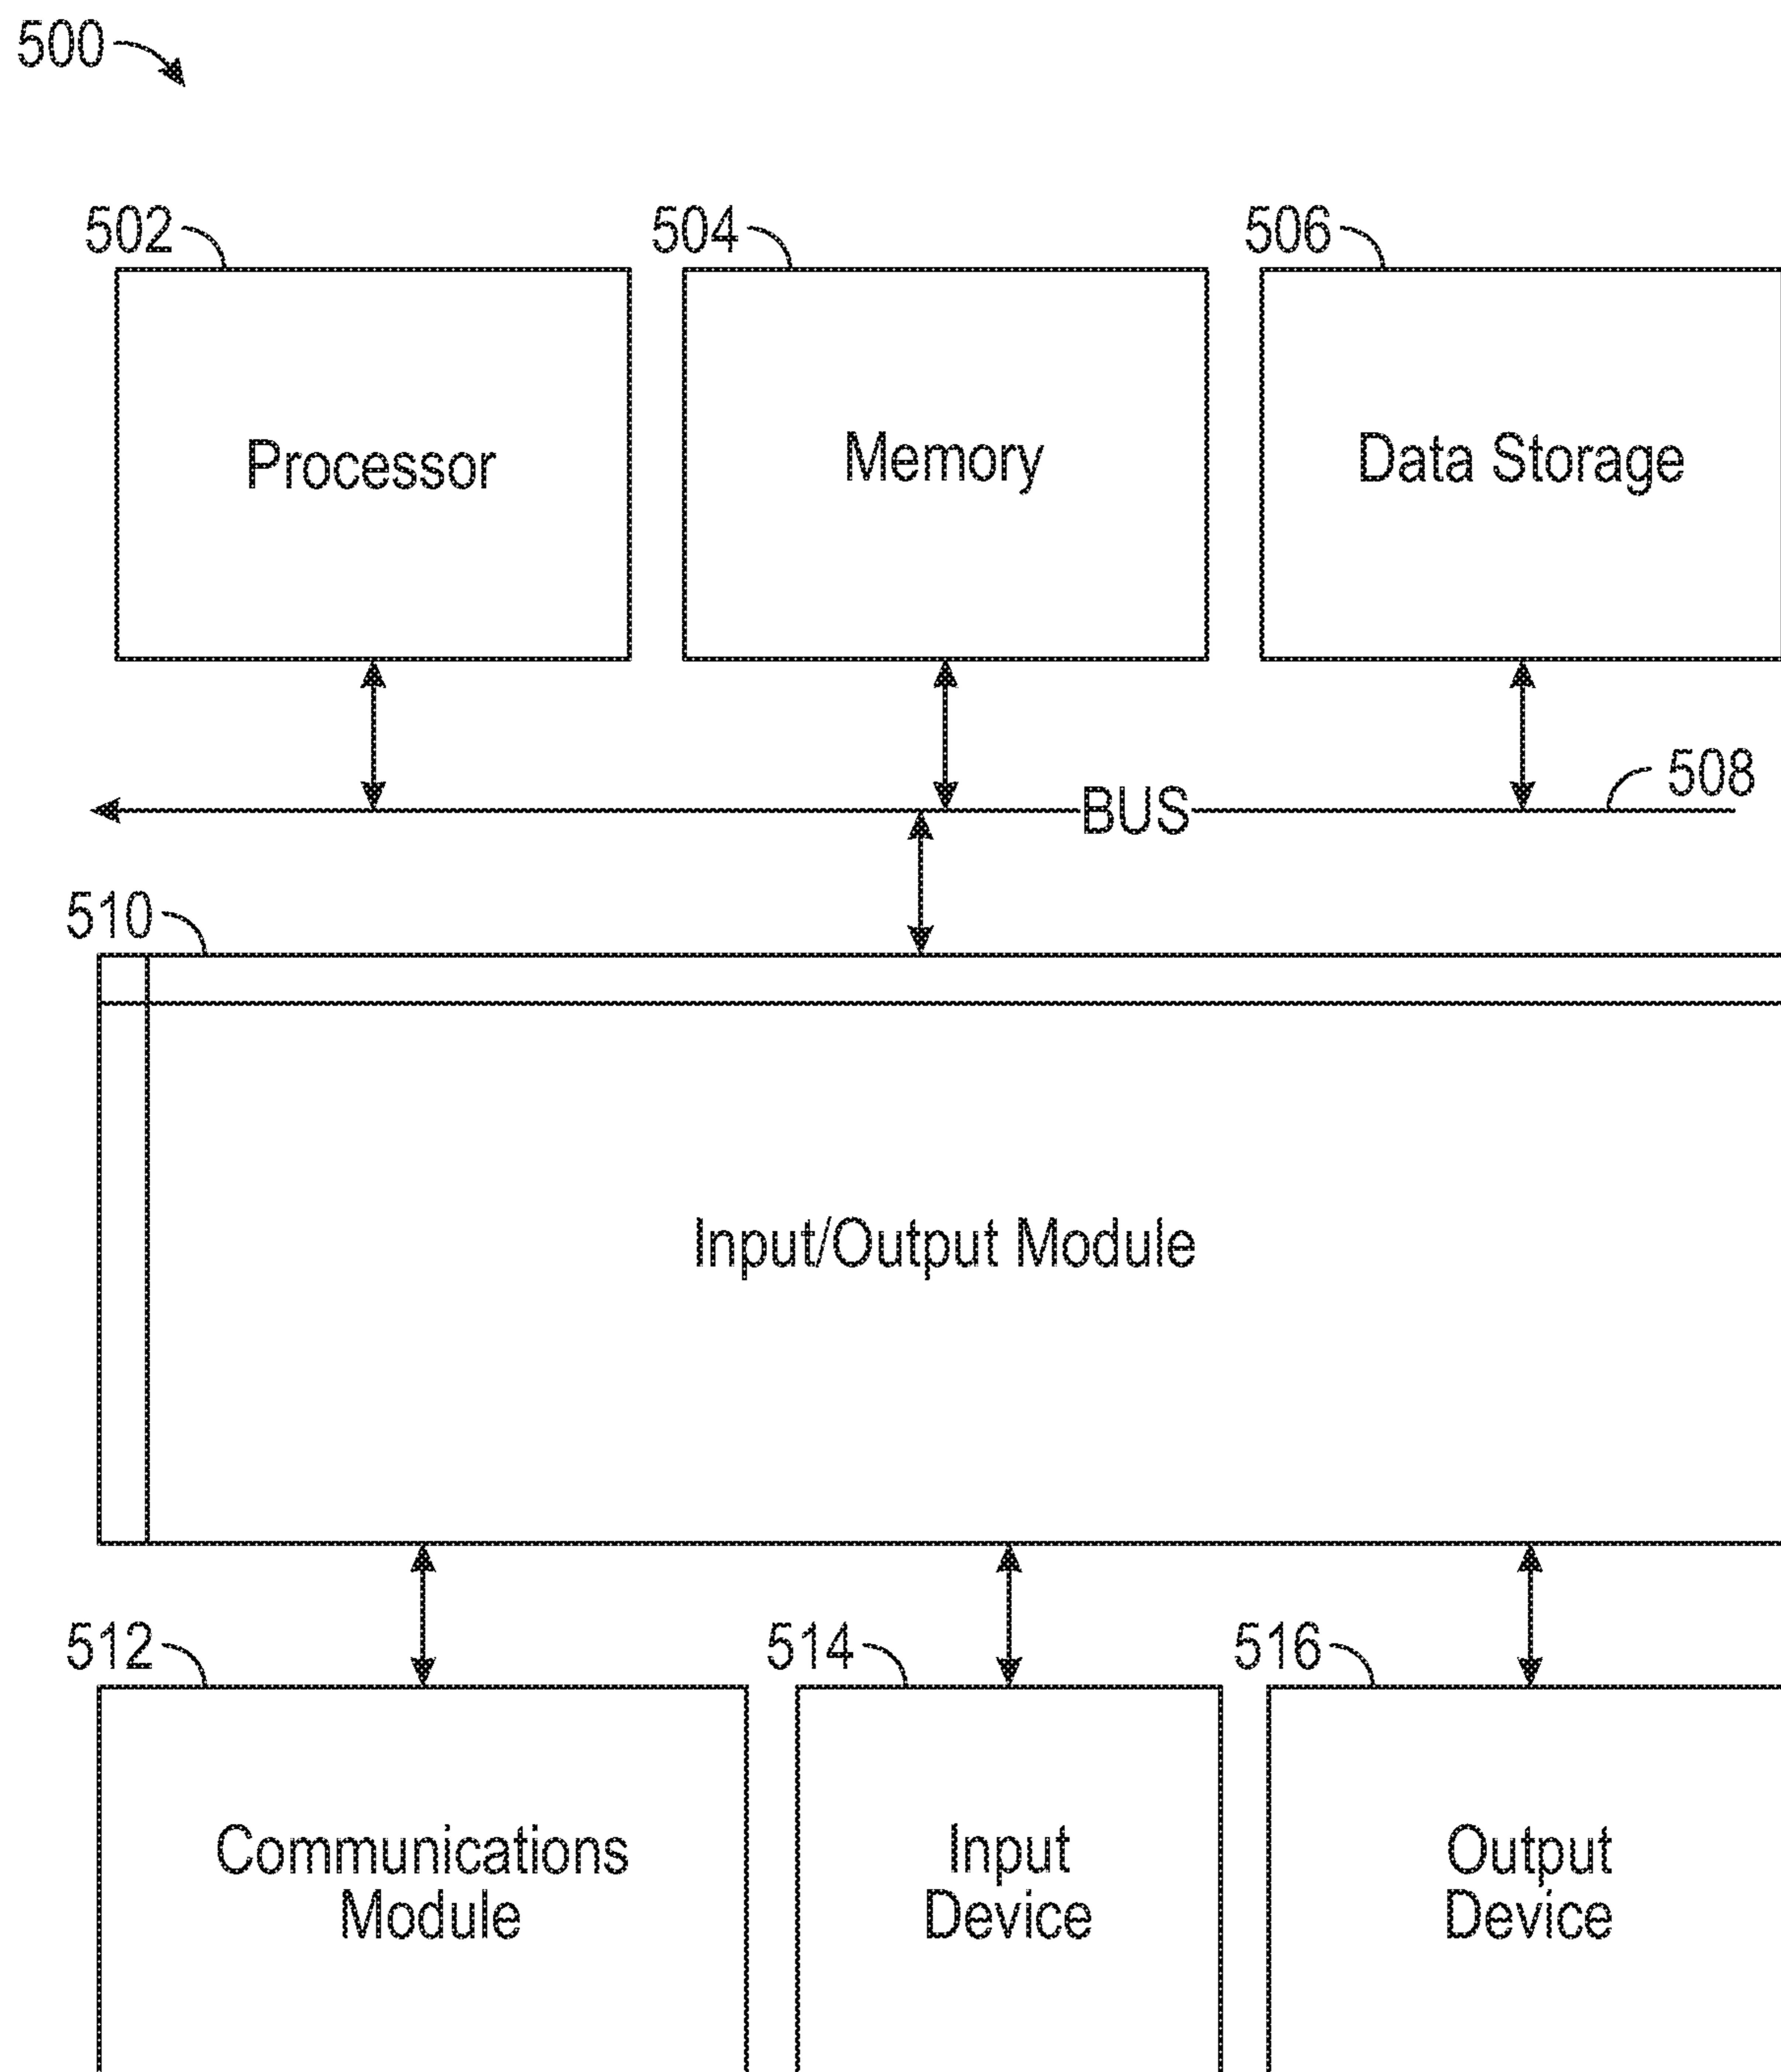 500
502
504
506
Processor
Memory
Data Storage
508
BUS
510
Input/Output Module
512
514
516
Communications
Module
Input
Device
Output
Device